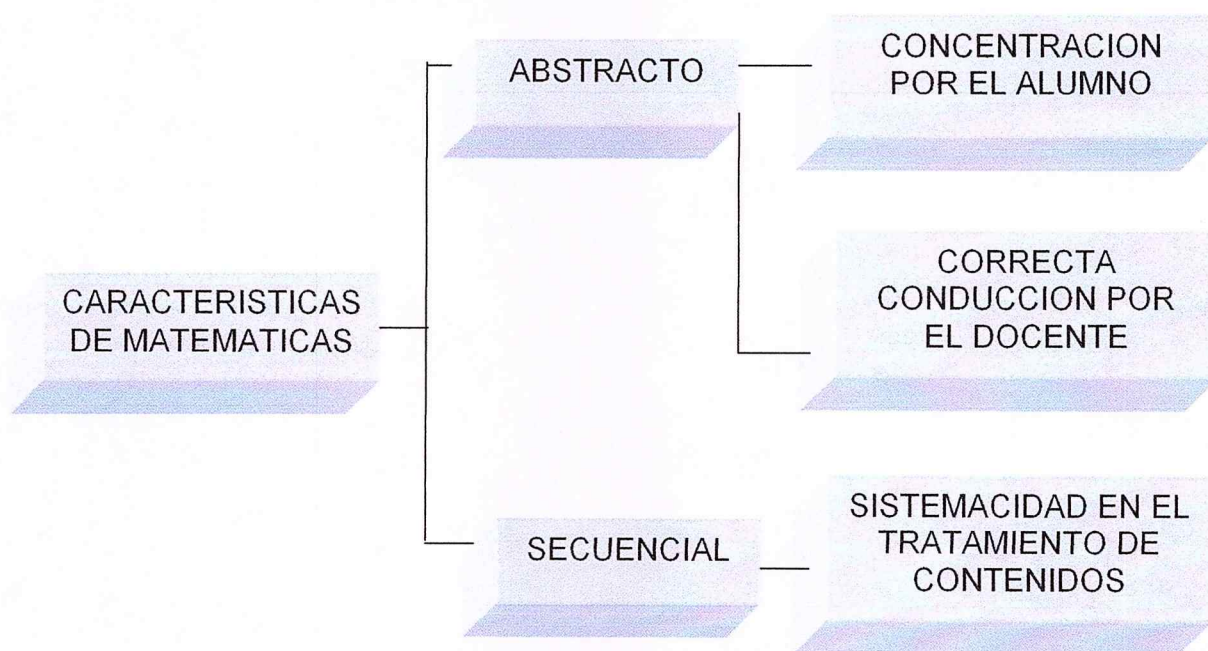 CARACTERISTICAS
DE MATEMATICAS
ABSTRACTO
CONCENTRACION
POR EL ALUMNO
CORRECTA
CONDUCCION POR
EL DOCENTE
SECUENCIAL
SISTEMACIDAD EN EL
TRATAMIENTO DE
CONTENIDOS